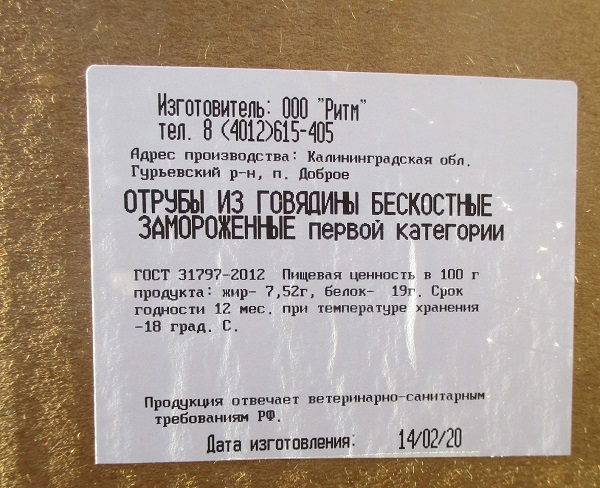 Изготовитель: ООО "Ритм"
тел. 8 (4012)615-405
Адрес производства: Калининградская обл.
Гурьевский р-н, п. Доброе
ОТРУБЫ ИЗ ГОВЯДИНЫ БЕСКОСТНЫЕ
ЗАМОРОЖЕННЫЕ первой категории
ГОСТ 31797-2012 Пищевая ценность в 100 г
продукта: жир- 7,52г, белок- 19г. Срок
годности 12 мес. при температуре хранения
-18 град. С.
Продукция отвечает ветеринарно-санитарным
требованиям РФ.
Дата изготовления: 14/02/20